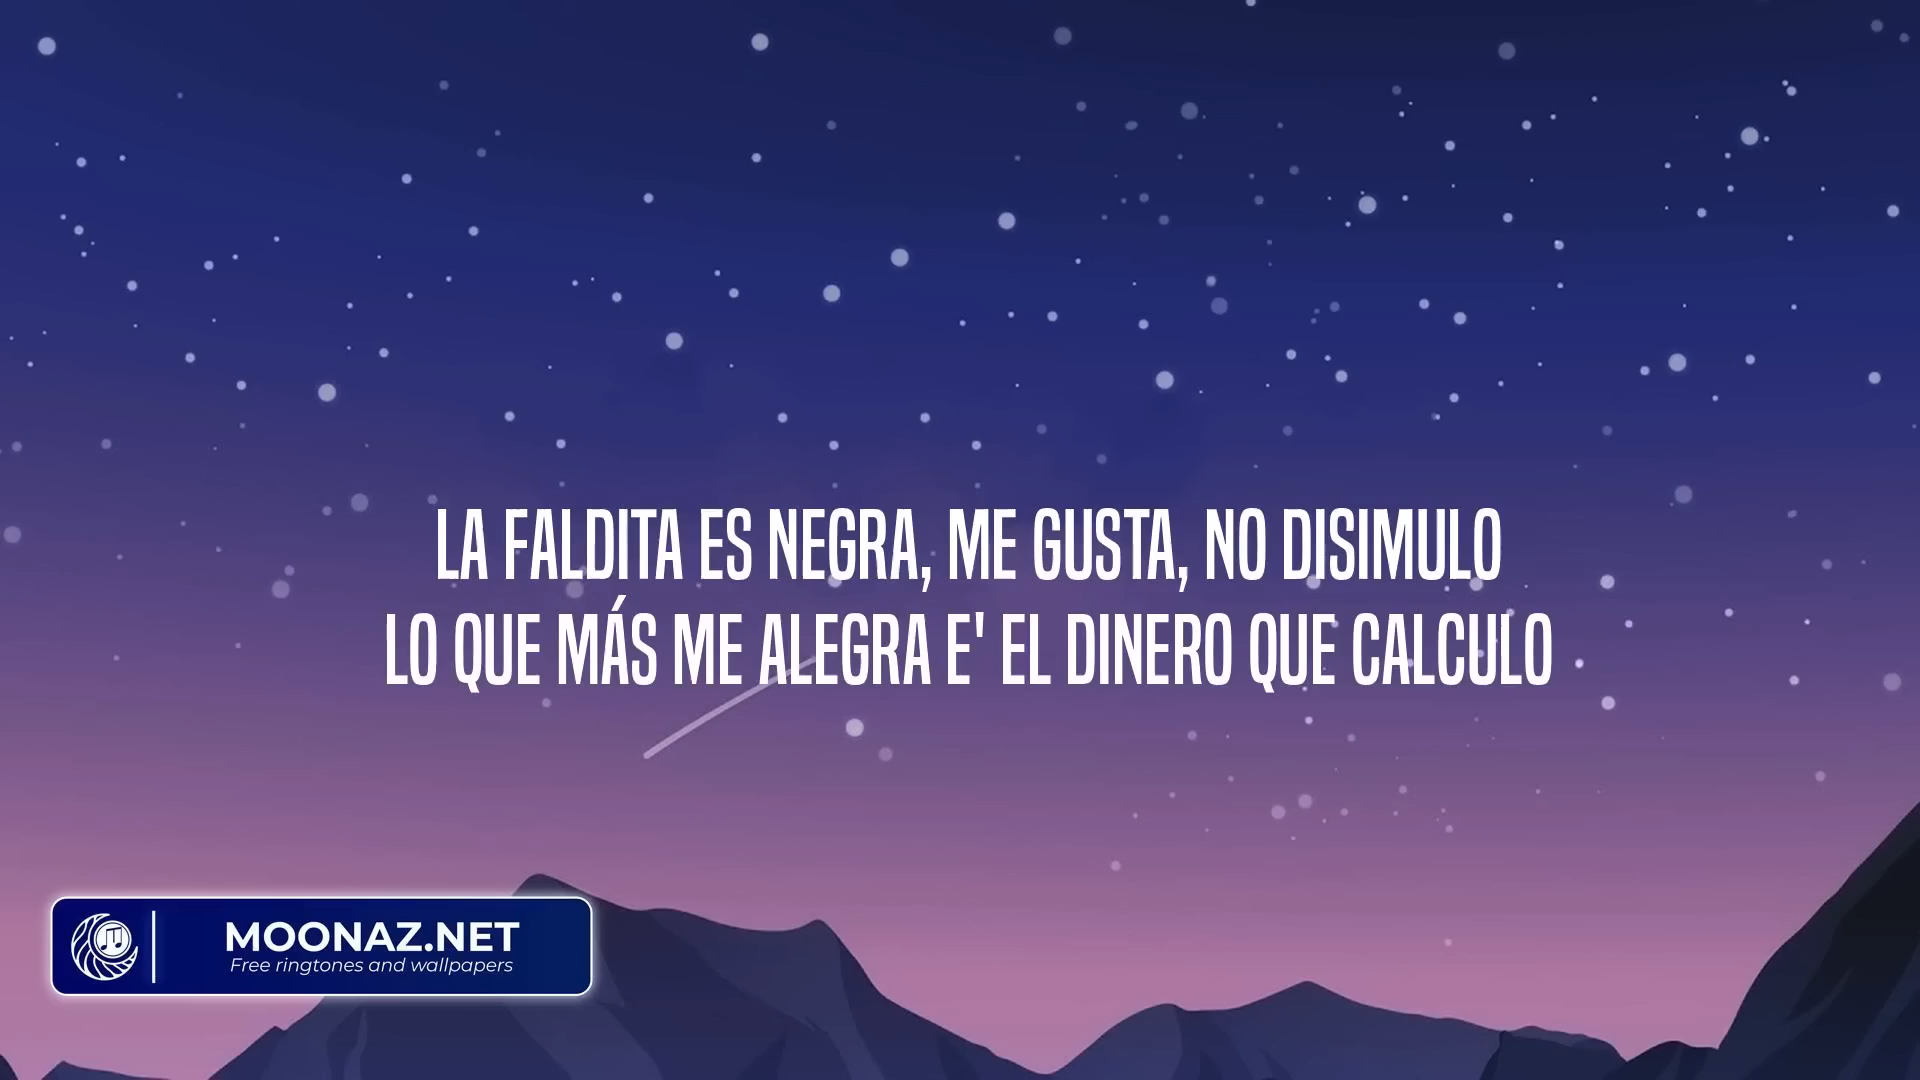 LA FALDITA ES NEGRA, ME GUSTA, NO DISIMULO
LO QUE MÁS ME ALEGRA E' EL DINERO QUE CALCULO
MOONAZ.NET
Free ringtones and wallpapers